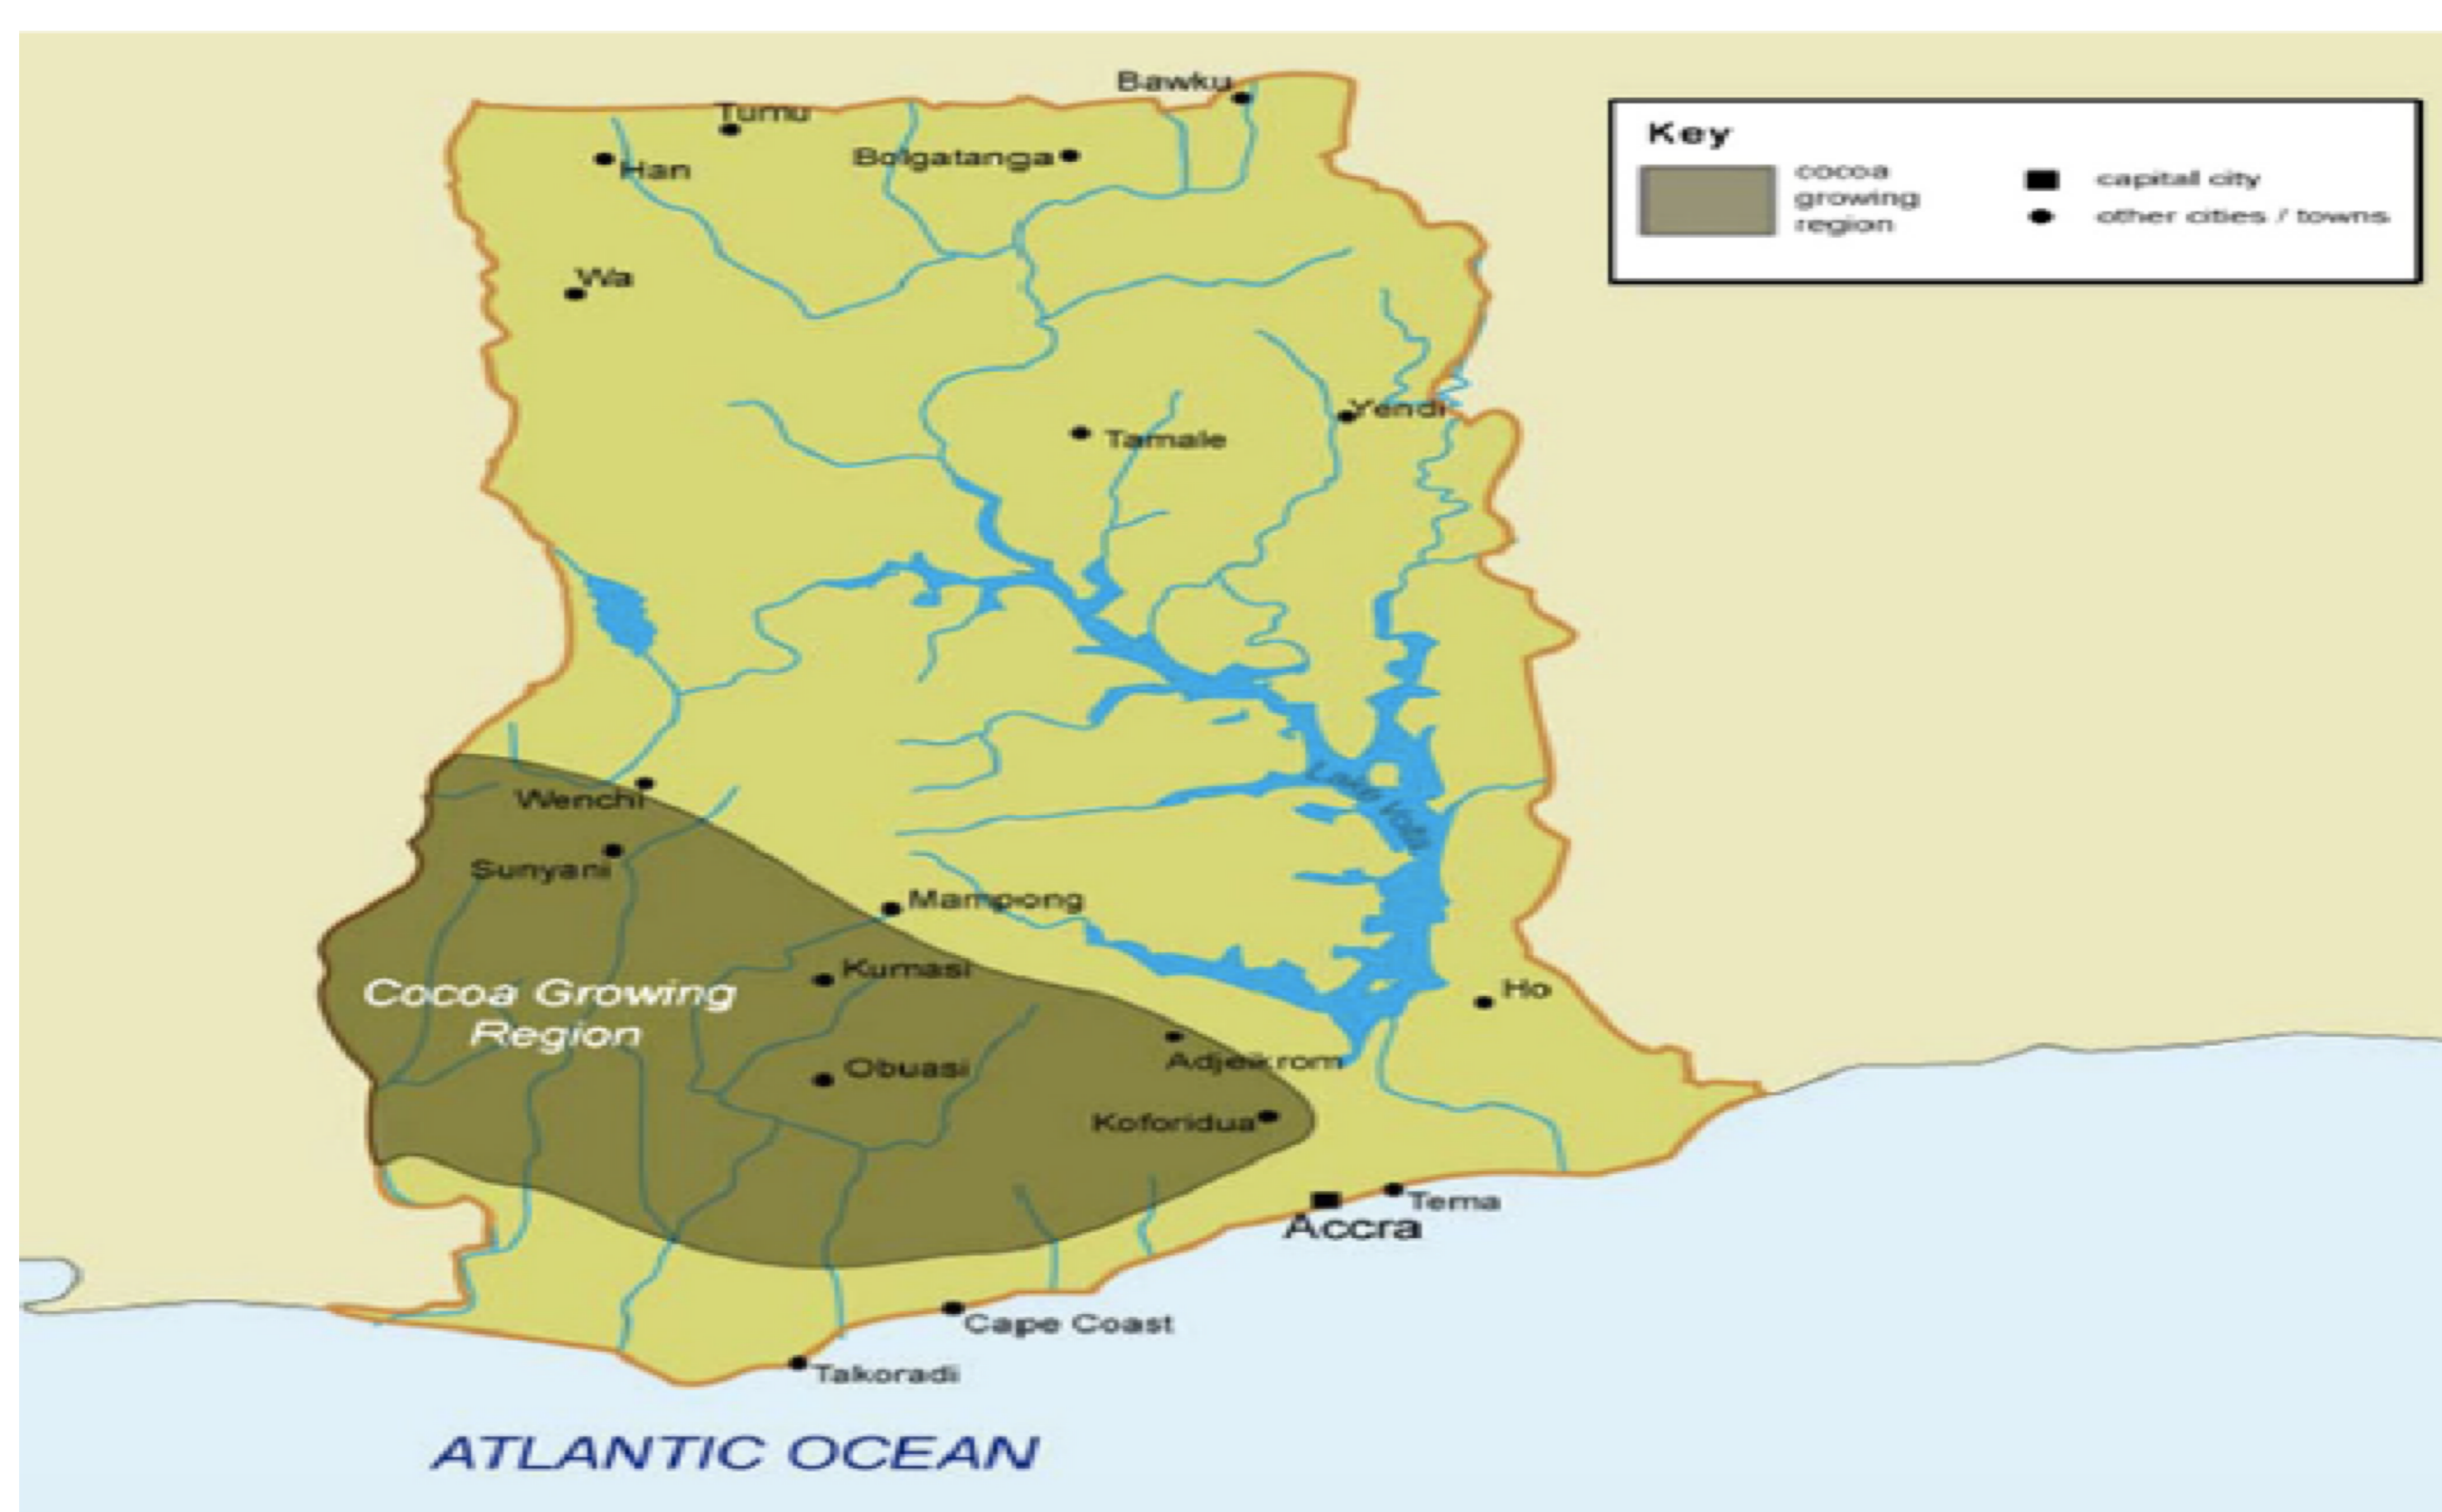 Bawku
Tumu
Bolgatanga
Han
Wa
Key
cocoa
growing
region
capital city
other cities / towns
Yendi
Tamale
Lake Volta
Wenchi
Sunyani
Mampong
Kumasi
Cocoa Growing
Region
Ho
Obuasi
Adjeikrom
Koforidua
Tema
Accra
Cape Coast
Takoradi
ATLANTIC OCEAN